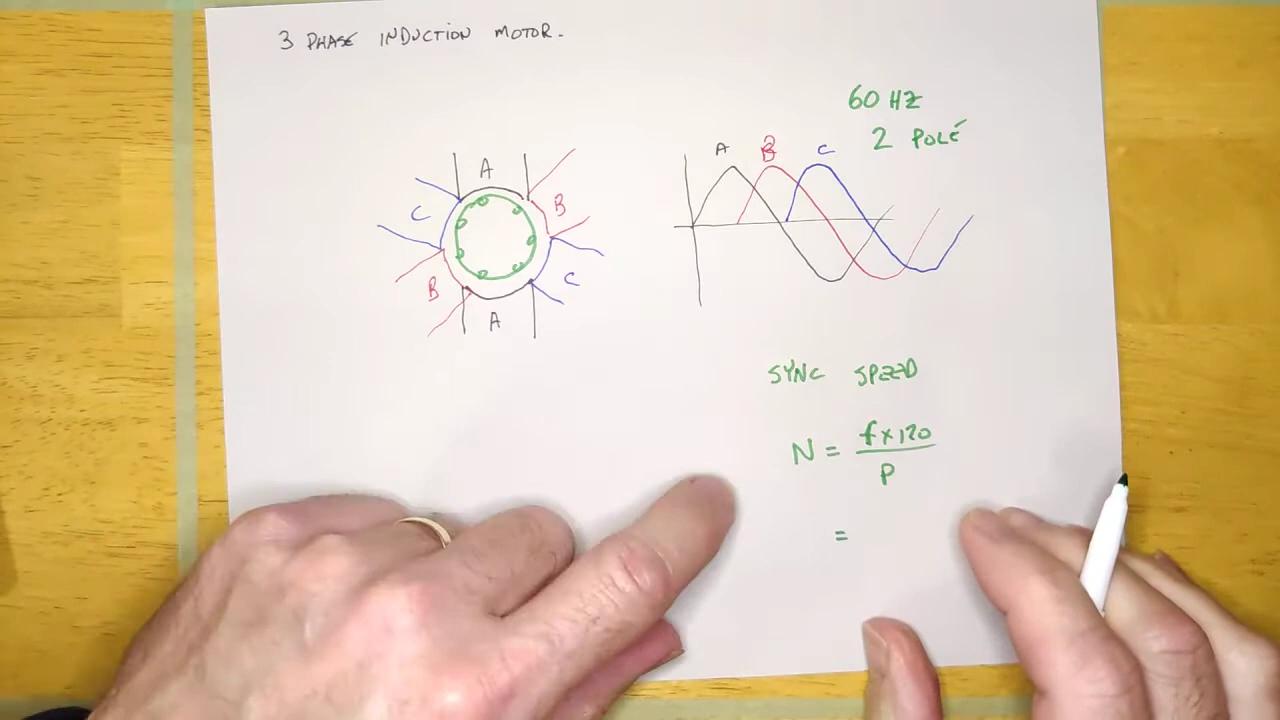 3 PHASE INDUCTION MOTOR.
60 HZ
2 POLE
A B C
A
C B
B C
A
SYNC SPEED
N = f×120
P
=